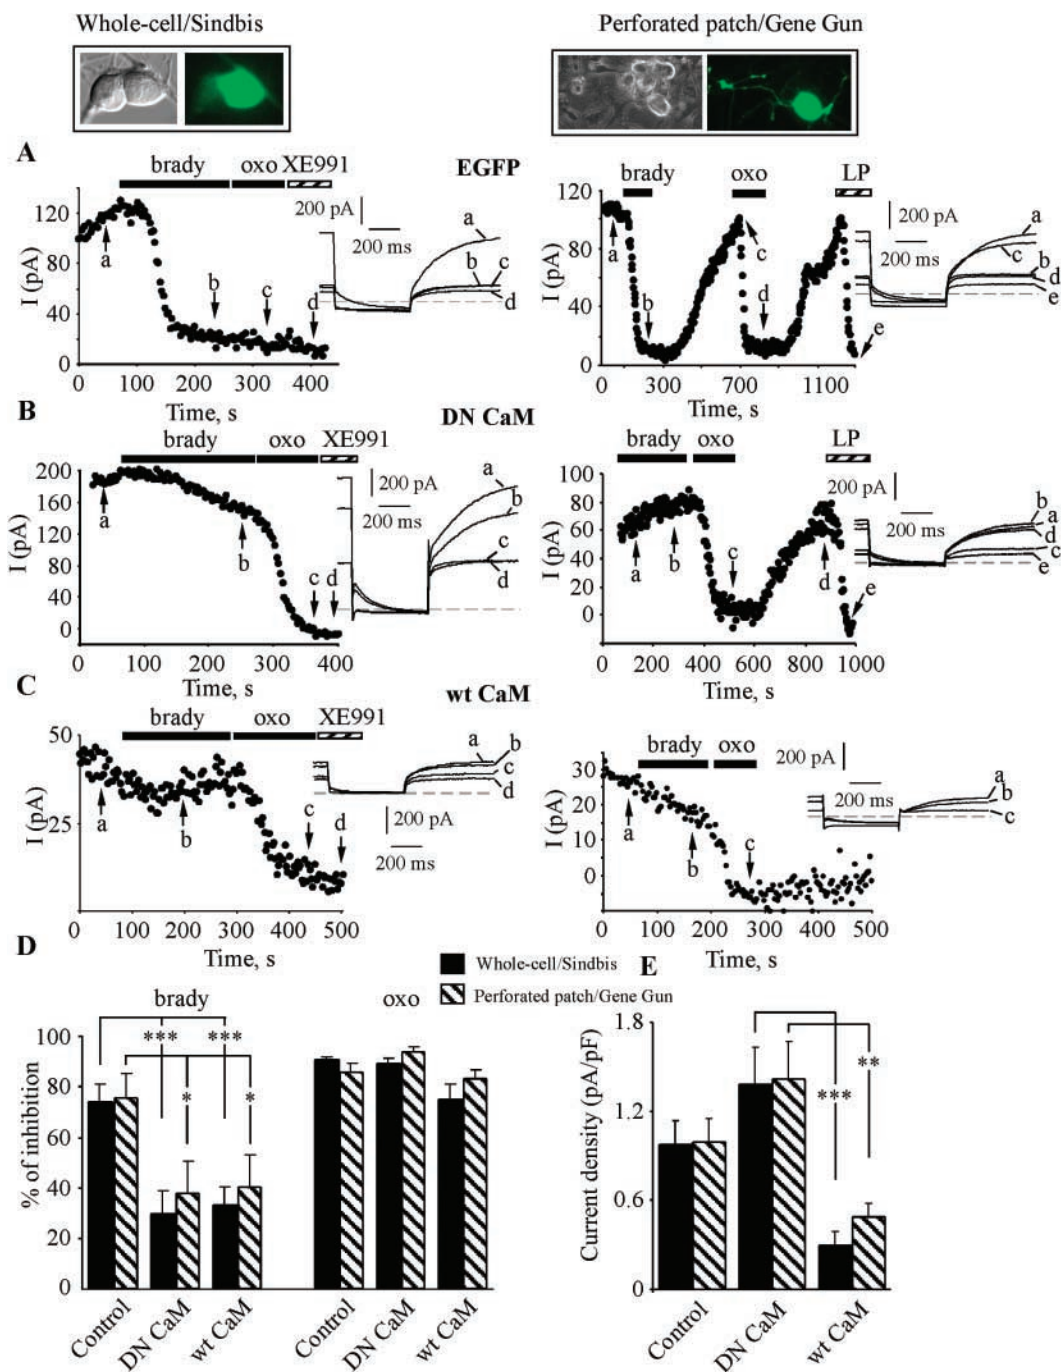 Whole-cell/Sindbis
Perforated patch/Gene Gun
A
EGFP
brady oxo XE991
I (pA)
120
80
40
0
0 100 200 300 400
Time, s
a
b
c
d
200 pA
200 ms
a
b
c
d
brady oxo LP
I (pA)
120
80
40
0
300 700 1100
Time, s
a
b
c
d
e
200 pA
200 ms
a
c
b
d
e
B
DN CaM
brady oxo XE991
I (pA)
200
160
120
80
40
0
0 100 200 300 400
Time, s
a
b
c d
200 pA
200 ms
a
b
c
d
brady oxo LP
I (pA)
100
80
60
40
20
0
0 200 400 600 800 1000
Time, s
a
b
c
d
e
200 pA
200 ms
b
a
d
c
e
C
wt CaM
brady oxo XE991
I (pA)
50
25
0 100 200 300 400 500
Time, s
a
b
c
d
200 pA
200 ms
a
b
c
d
brady oxo
I (pA)
30
20
10
0
0 100 200 300 400 500
Time, s
a
b
c
200 pA
200 ms
a
b
c
D
Whole-cell/Sindbis
Perforated patch/Gene Gun
brady
oxo
% of inhibition
100
80
60
40
20
0
*** ***
* *
Control
DN CaM
wt CaM
Control
DN CaM
wt CaM
E
Current density (pA/pF)
1.8
1.2
0.6
0
**
***
Control
DN CaM
wt CaM